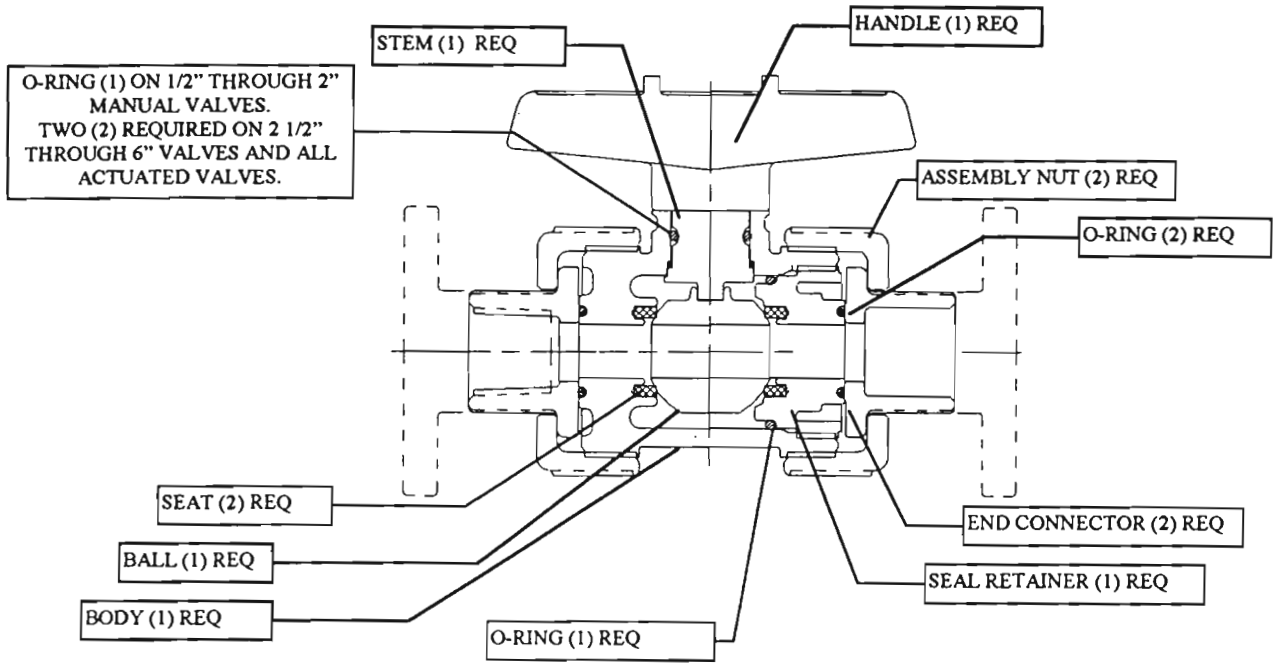 HANDLE (1) REQ
STEM (1) REQ
O-RING (1) ON 1/2” THROUGH 2”
MANUAL VALVES.
TWO (2) REQUIRED ON 2 1/2”
THROUGH 6” VALVES AND ALL
ACTUATED VALVES.
ASSEMBLY NUT (2) REQ
O-RING (2) REQ
SEAT (2) REQ
END CONNECTOR (2) REQ
BALL (1) REQ
SEAL RETAINER (1) REQ
BODY (1) REQ
O-RING (1) REQ